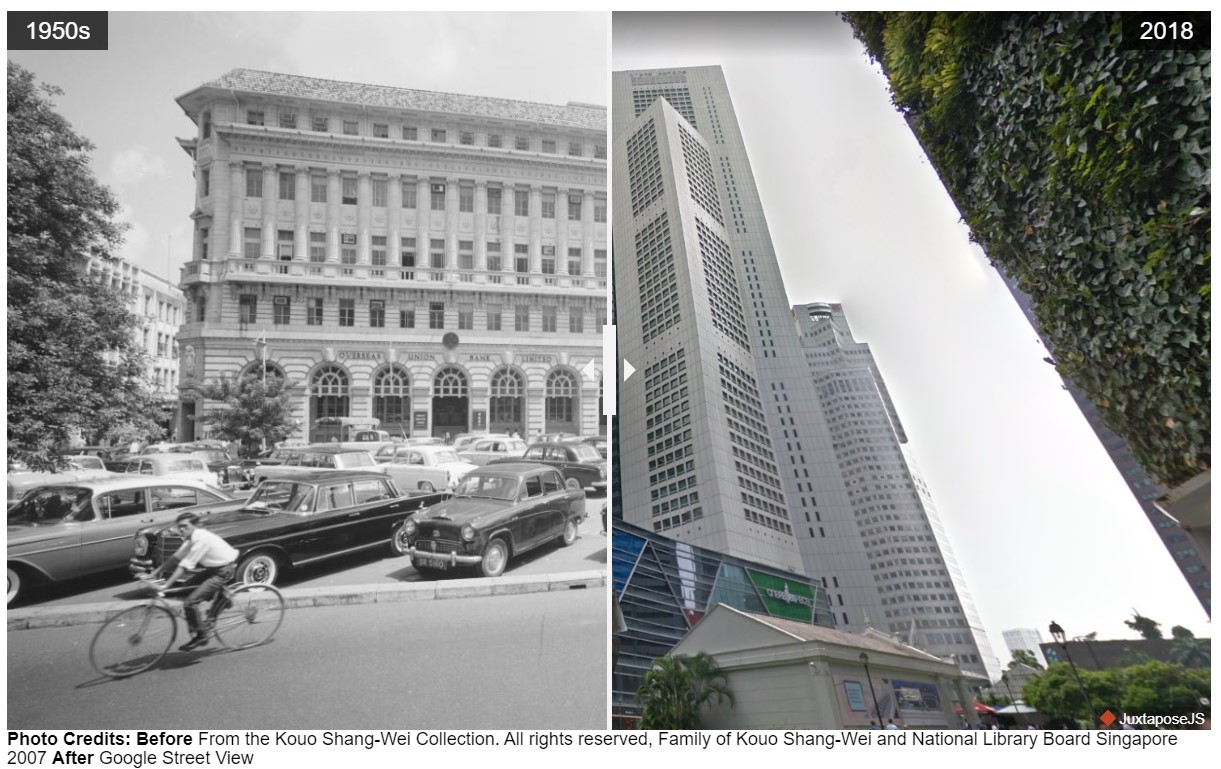 1950s
2018
OVERSEAS UNION BANK LIMITED
JuxtaposeJS
Photo Credits: Before From the Kouo Shang-Wei Collection. All rights reserved, Family of Kouo Shang-Wei and National Library Board Singapore
2007 After Google Street View